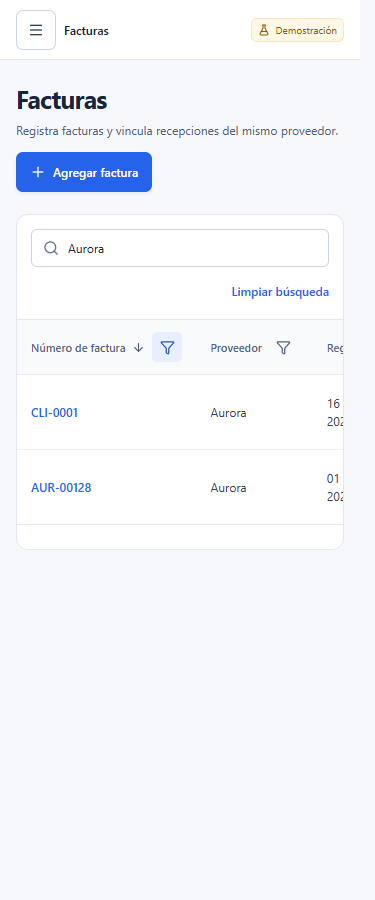 Facturas
Demostración
Facturas
Registra facturas y vincula recepciones del mismo proveedor.
Agregar factura
Aurora
Limpiar búsqueda
Número de factura Proveedor
CLI-0001 Aurora 16
AUR-00128 Aurora 01